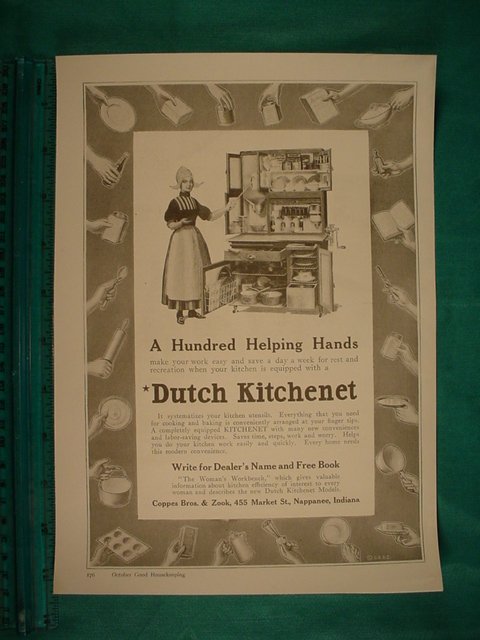 A Hundred Helping Hands
make your work easy and save a day a week for rest and
recreation when your kitchen is equipped with a
*Dutch Kitchenet
It systematizes your kitchen utensils. Everything that you need
for cooking and baking is conveniently arranged at your finger tips.
A completely equipped KITCHENET with many new conveniences
and labor-saving devices. Saves time, steps, work and worry. Helps
you do your kitchen work easily and quickly. Every home needs
this modern convenience.
Write for Dealer's Name and Free Book
"The Woman's Workbench," which gives valuable
information about kitchen efficiency of interest to every
woman and describes the new Dutch Kitchenet Models.
Coppes Bros. & Zook, 455 Market St., Nappanee, Indiana
176 October Good Housekeeping